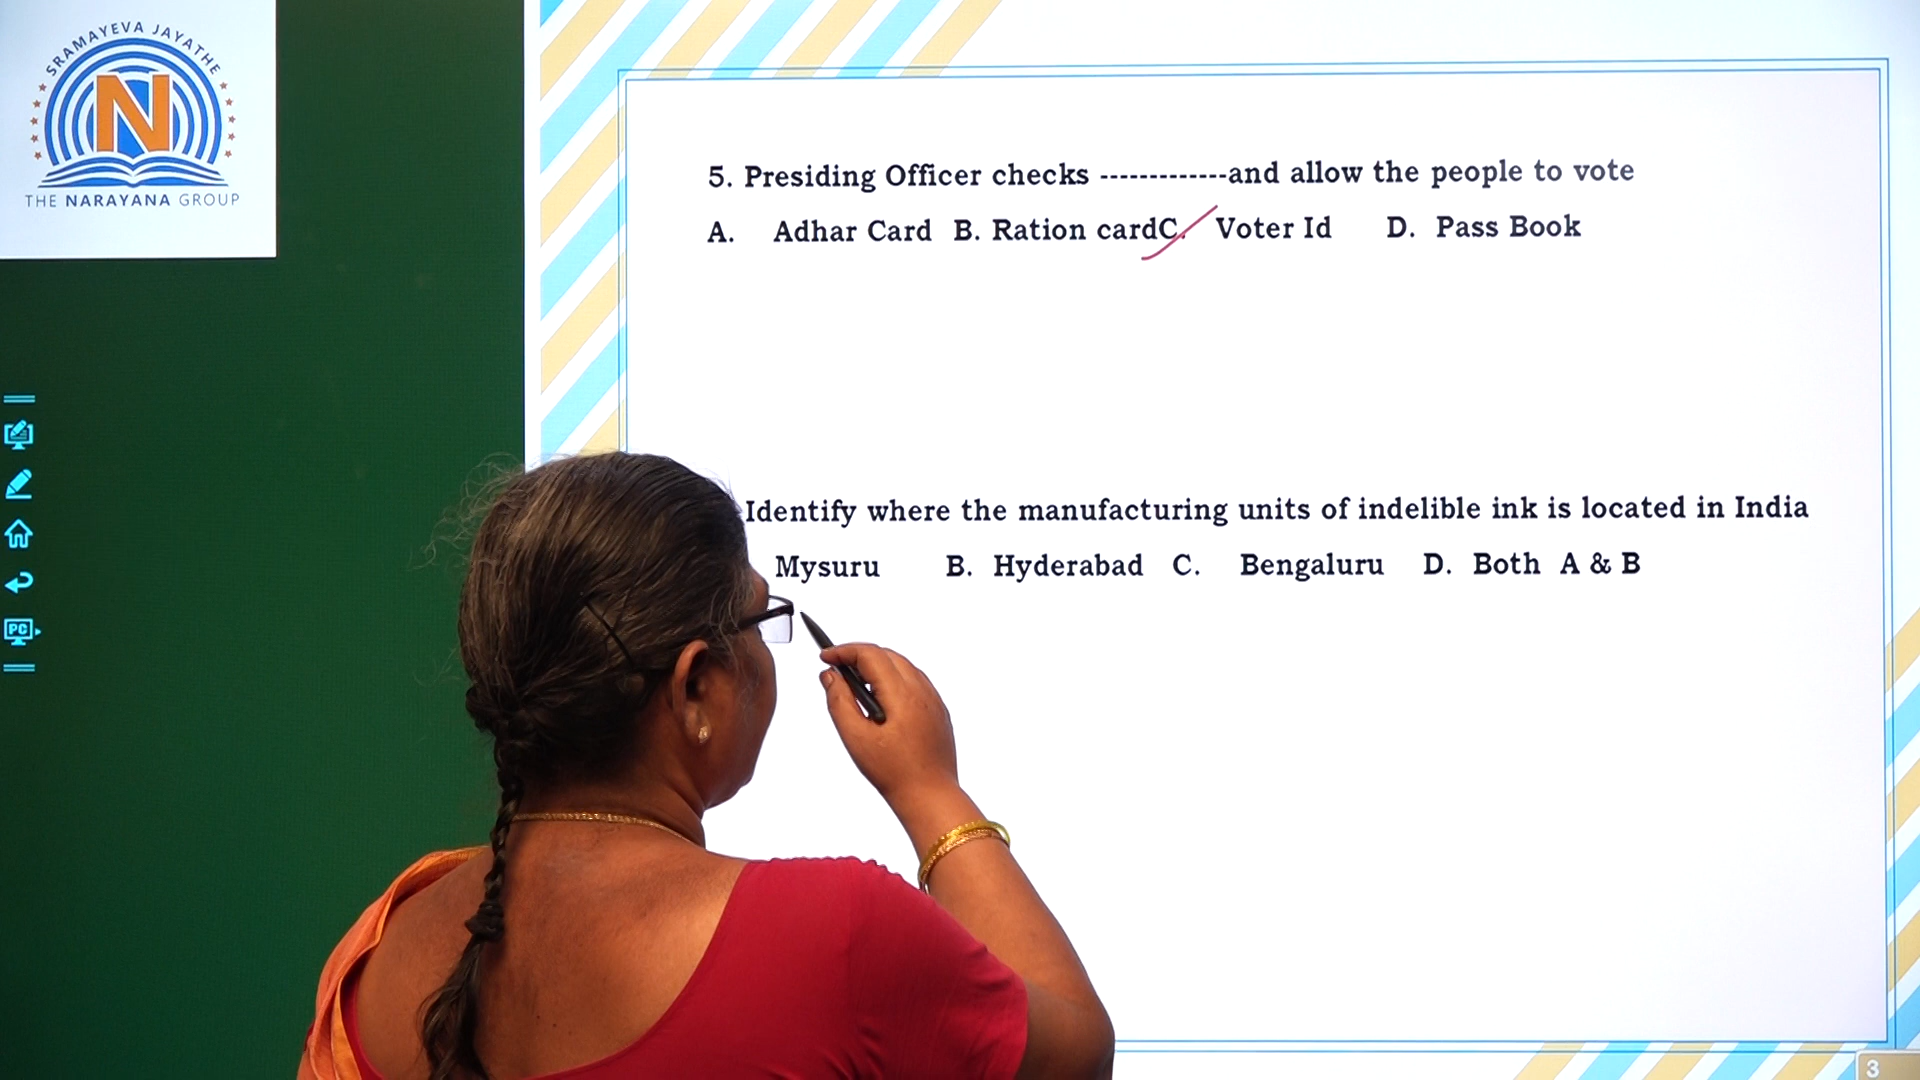 SRAMAYEVA JAYATHE
N
THE NARAYANA GROUP
5. Presiding Officer checks -------------and allow the people to vote
A. Adhar Card B. Ration cardC. Voter Id D. Pass Book
Identify where the manufacturing units of indelible ink is located in India
Mysuru B. Hyderabad C. Bengaluru D. Both A & B
PC
3